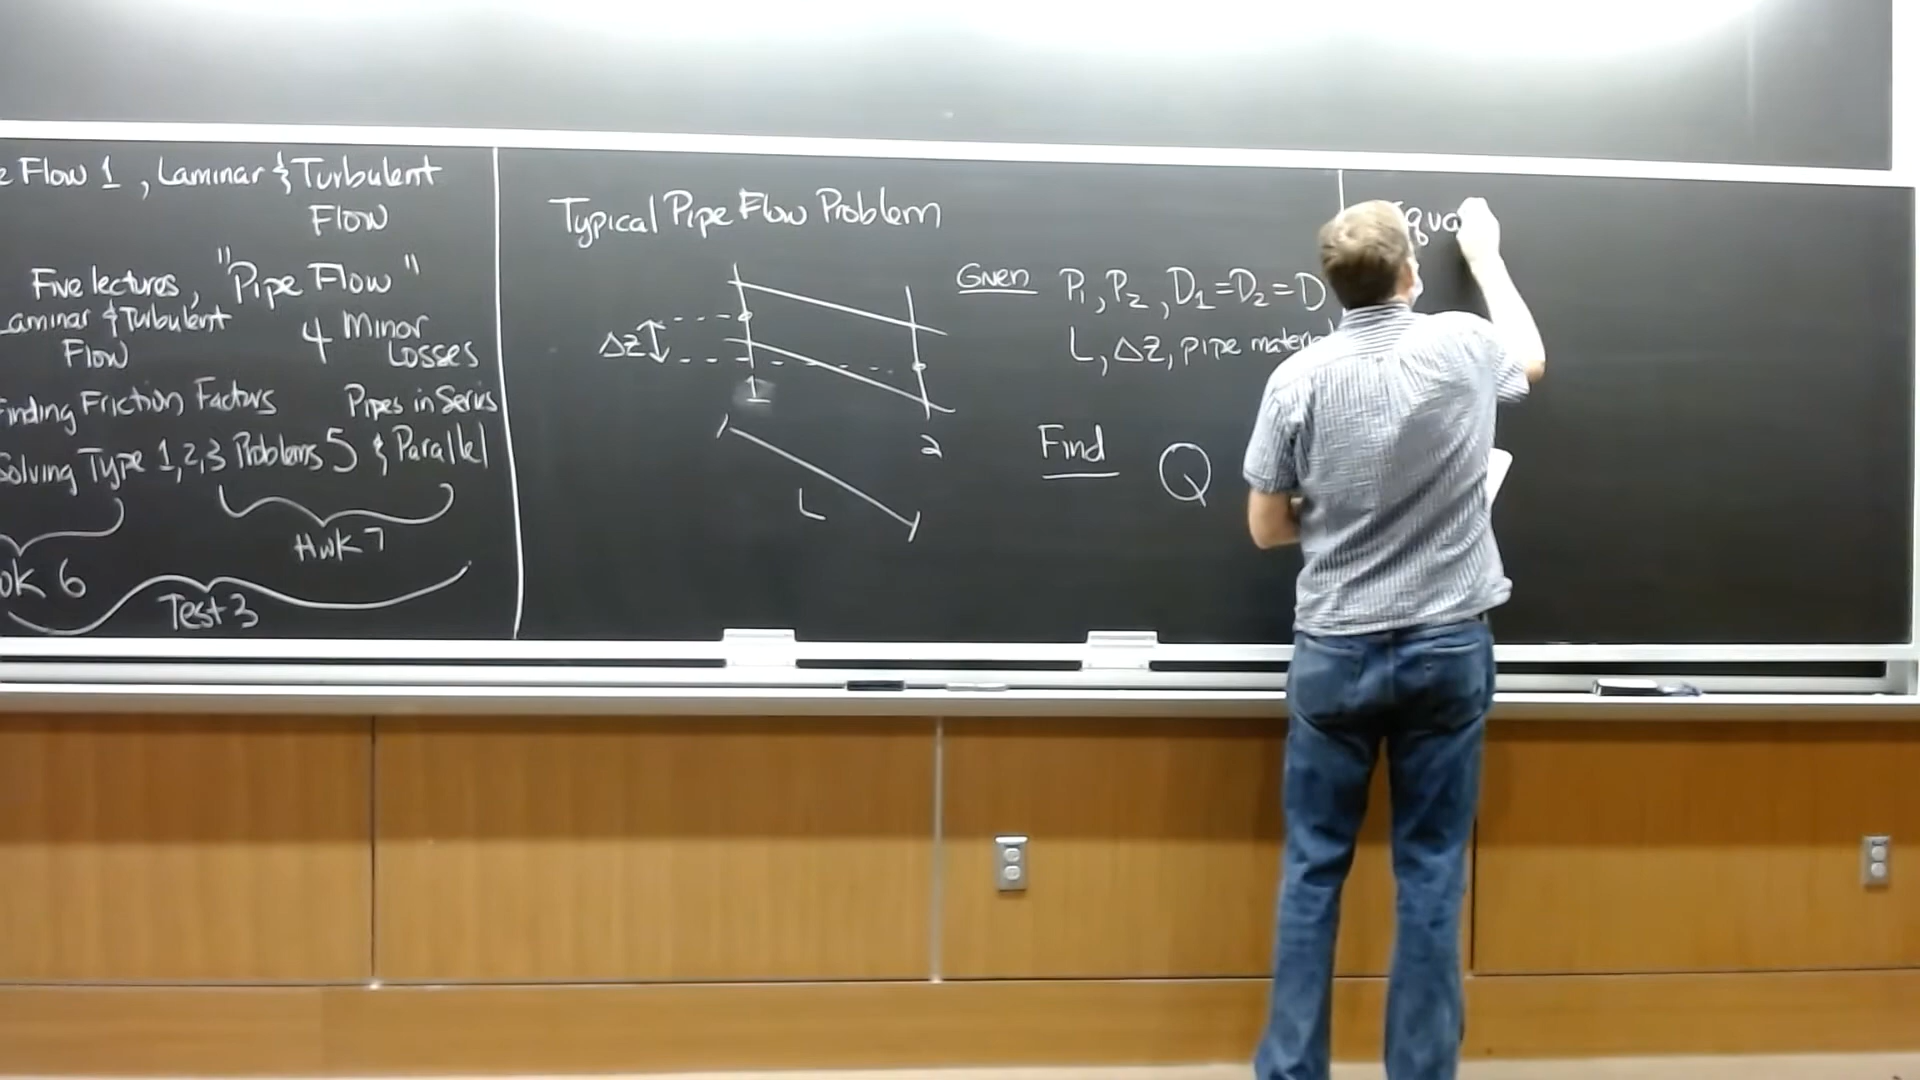 Flow 1, Laminar & Turbulent
Flow
Five lectures, "Pipe Flow"
Laminar & Turbulent
Flow
4 Minor
Losses
Finding Friction Factors
Pipes in Series
Solving Type 1,2,3 Problems
5 & Parallel
Hwk 7
6
Test 3
Typical Pipe Flow Problem
ΔZ
1
2
L
Given P1, P2, D1=D2=D
L, ΔZ, pipe
Find Q